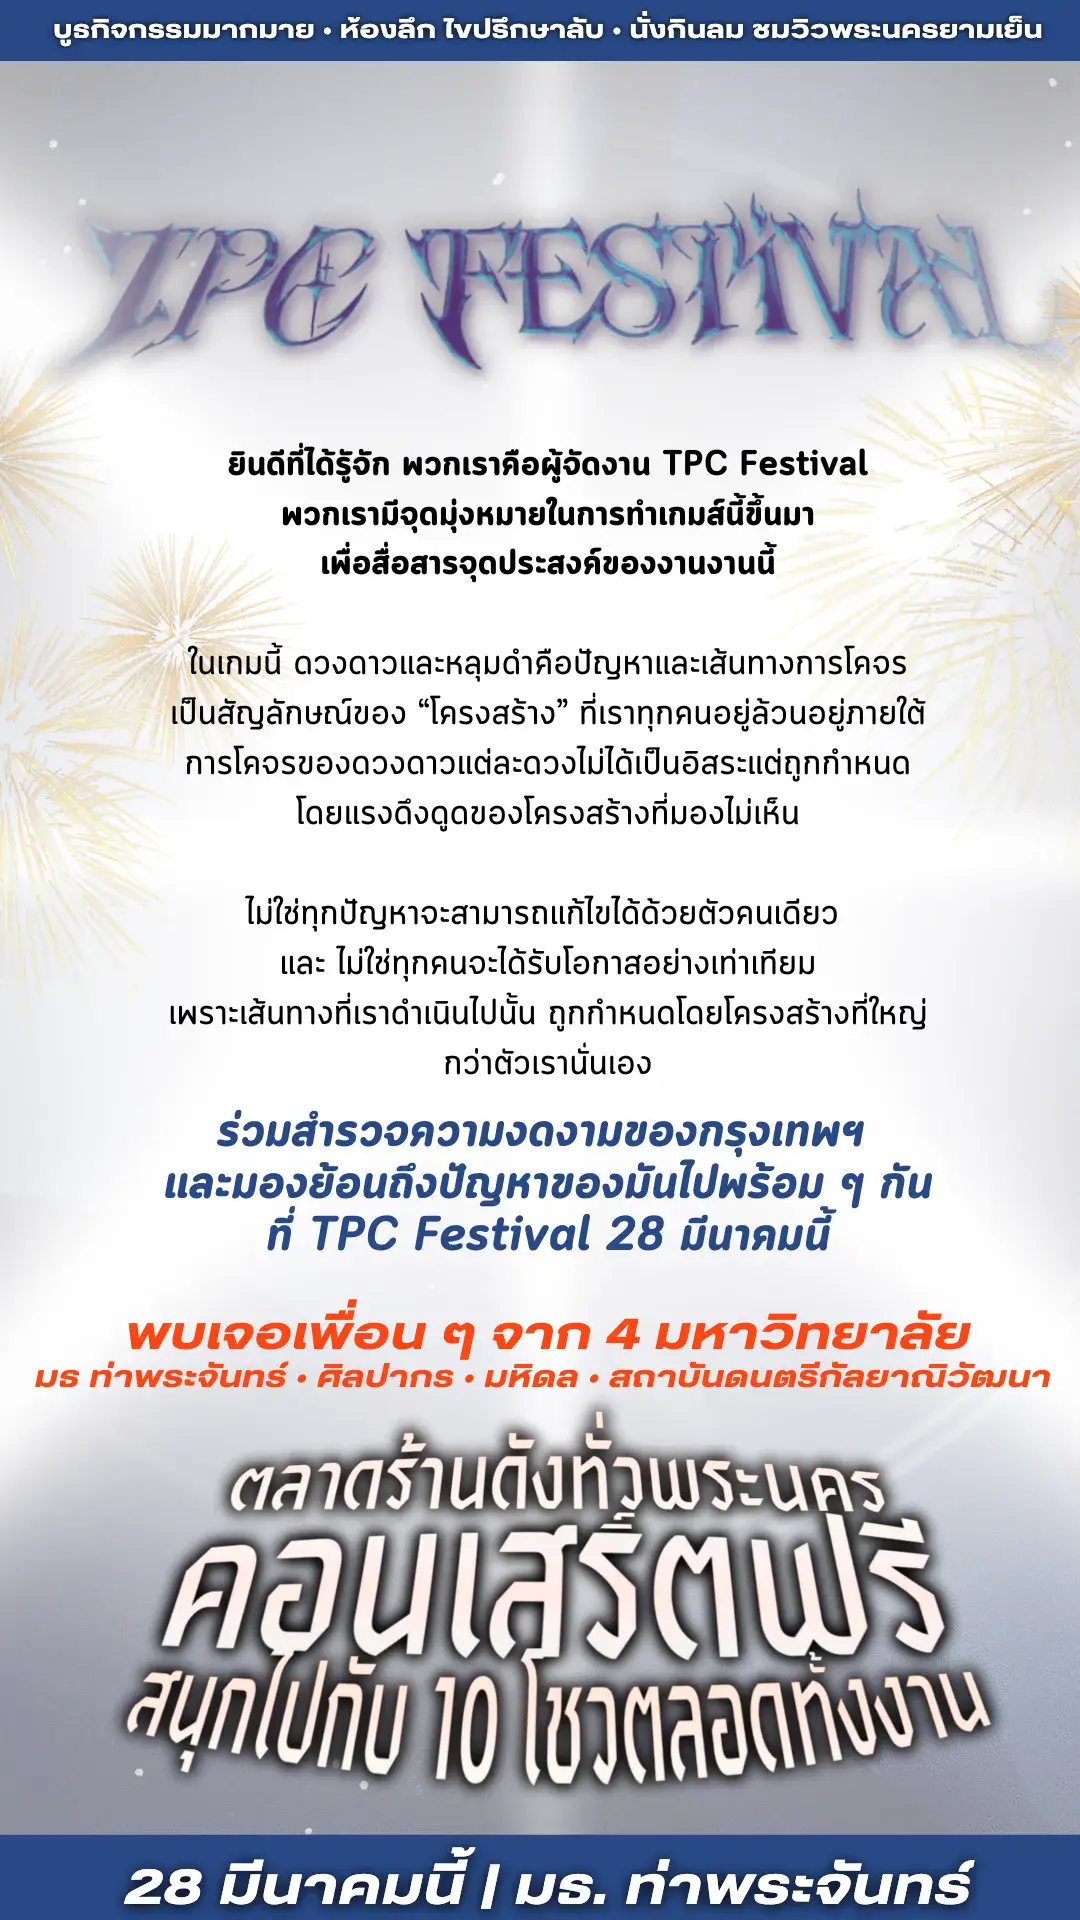 บูธกิจกรรมมากมาย • ห้องลึก ไขปรึกษาลับ • นั่งกินลม ชมวิวพระนครยามเย็น
TPC FESTIVAL
ยินดีที่ได้รู้จัก พวกเราคือผู้จัดงาน TPC Festival
พวกเรามีจุดมุ่งหมายในการทำเกมส์นี้ขึ้นมา
เพื่อสื่อสารจุดประสงค์ของงานงานนี้
ในเกมนี้ ดวงดาวและหลุมดำคือปัญหาและเส้นทางการโคจร
เป็นสัญลักษณ์ของ “โครงสร้าง” ที่เราทุกคนอยู่ล้วนอยู่ภายใต้
การโคจรของดวงดาวแต่ละดวงไม่ได้เป็นอิสระแต่ถูกกำหนด
โดยแรงดึงดูดของโครงสร้างที่มองไม่เห็น
ไม่ใช่ทุกปัญหาจะสามารถแก้ไขได้ด้วยตัวคนเดียว
และ ไม่ใช่ทุกคนจะได้รับโอกาสอย่างเท่าเทียม
เพราะเส้นทางที่เราดำเนินไปนั้น ถูกกำหนดโดยโครงสร้างที่ใหญ่
กว่าตัวเรานั่นเอง
ร่วมสำรวจความงดงามของกรุงเทพฯ
และมองย้อนถึงปัญหาของมันไปพร้อม ๆ กัน
ที่ TPC Festival 28 มีนาคมนี้
พบเจอเพื่อน ๆ จาก 4 มหาวิทยาลัย
มธ ท่าพระจันทร์ • ศิลปากร • มหิดล • สถาบันดนตรีกัลยาณิวัฒนา
ตลาดร้านดังทั่วพระนคร
คอนเสริ์ตฟรี
สนุกไปกับ 10 โชวตลอดทั้งงาน
28 มีนาคมนี้ | มธ. ท่าพระจันทร์